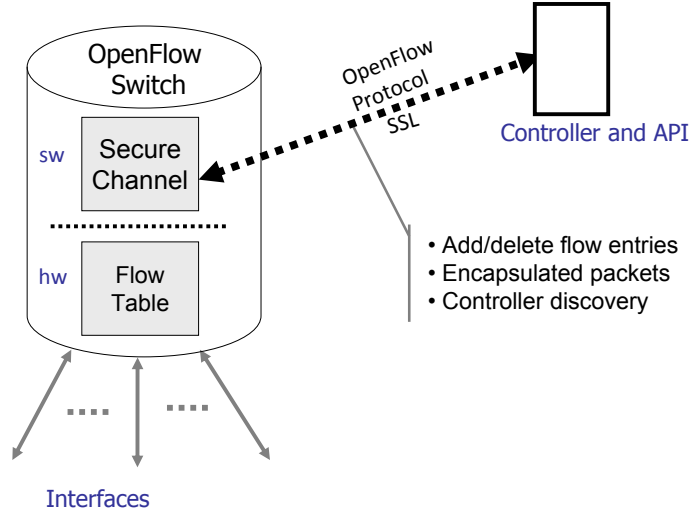 OpenFlow
Switch
sw
Secure
Channel
hw
Flow
Table
Interfaces
OpenFlow
Protocol
SSL
Controller and API
• Add/delete flow entries
• Encapsulated packets
• Controller discovery